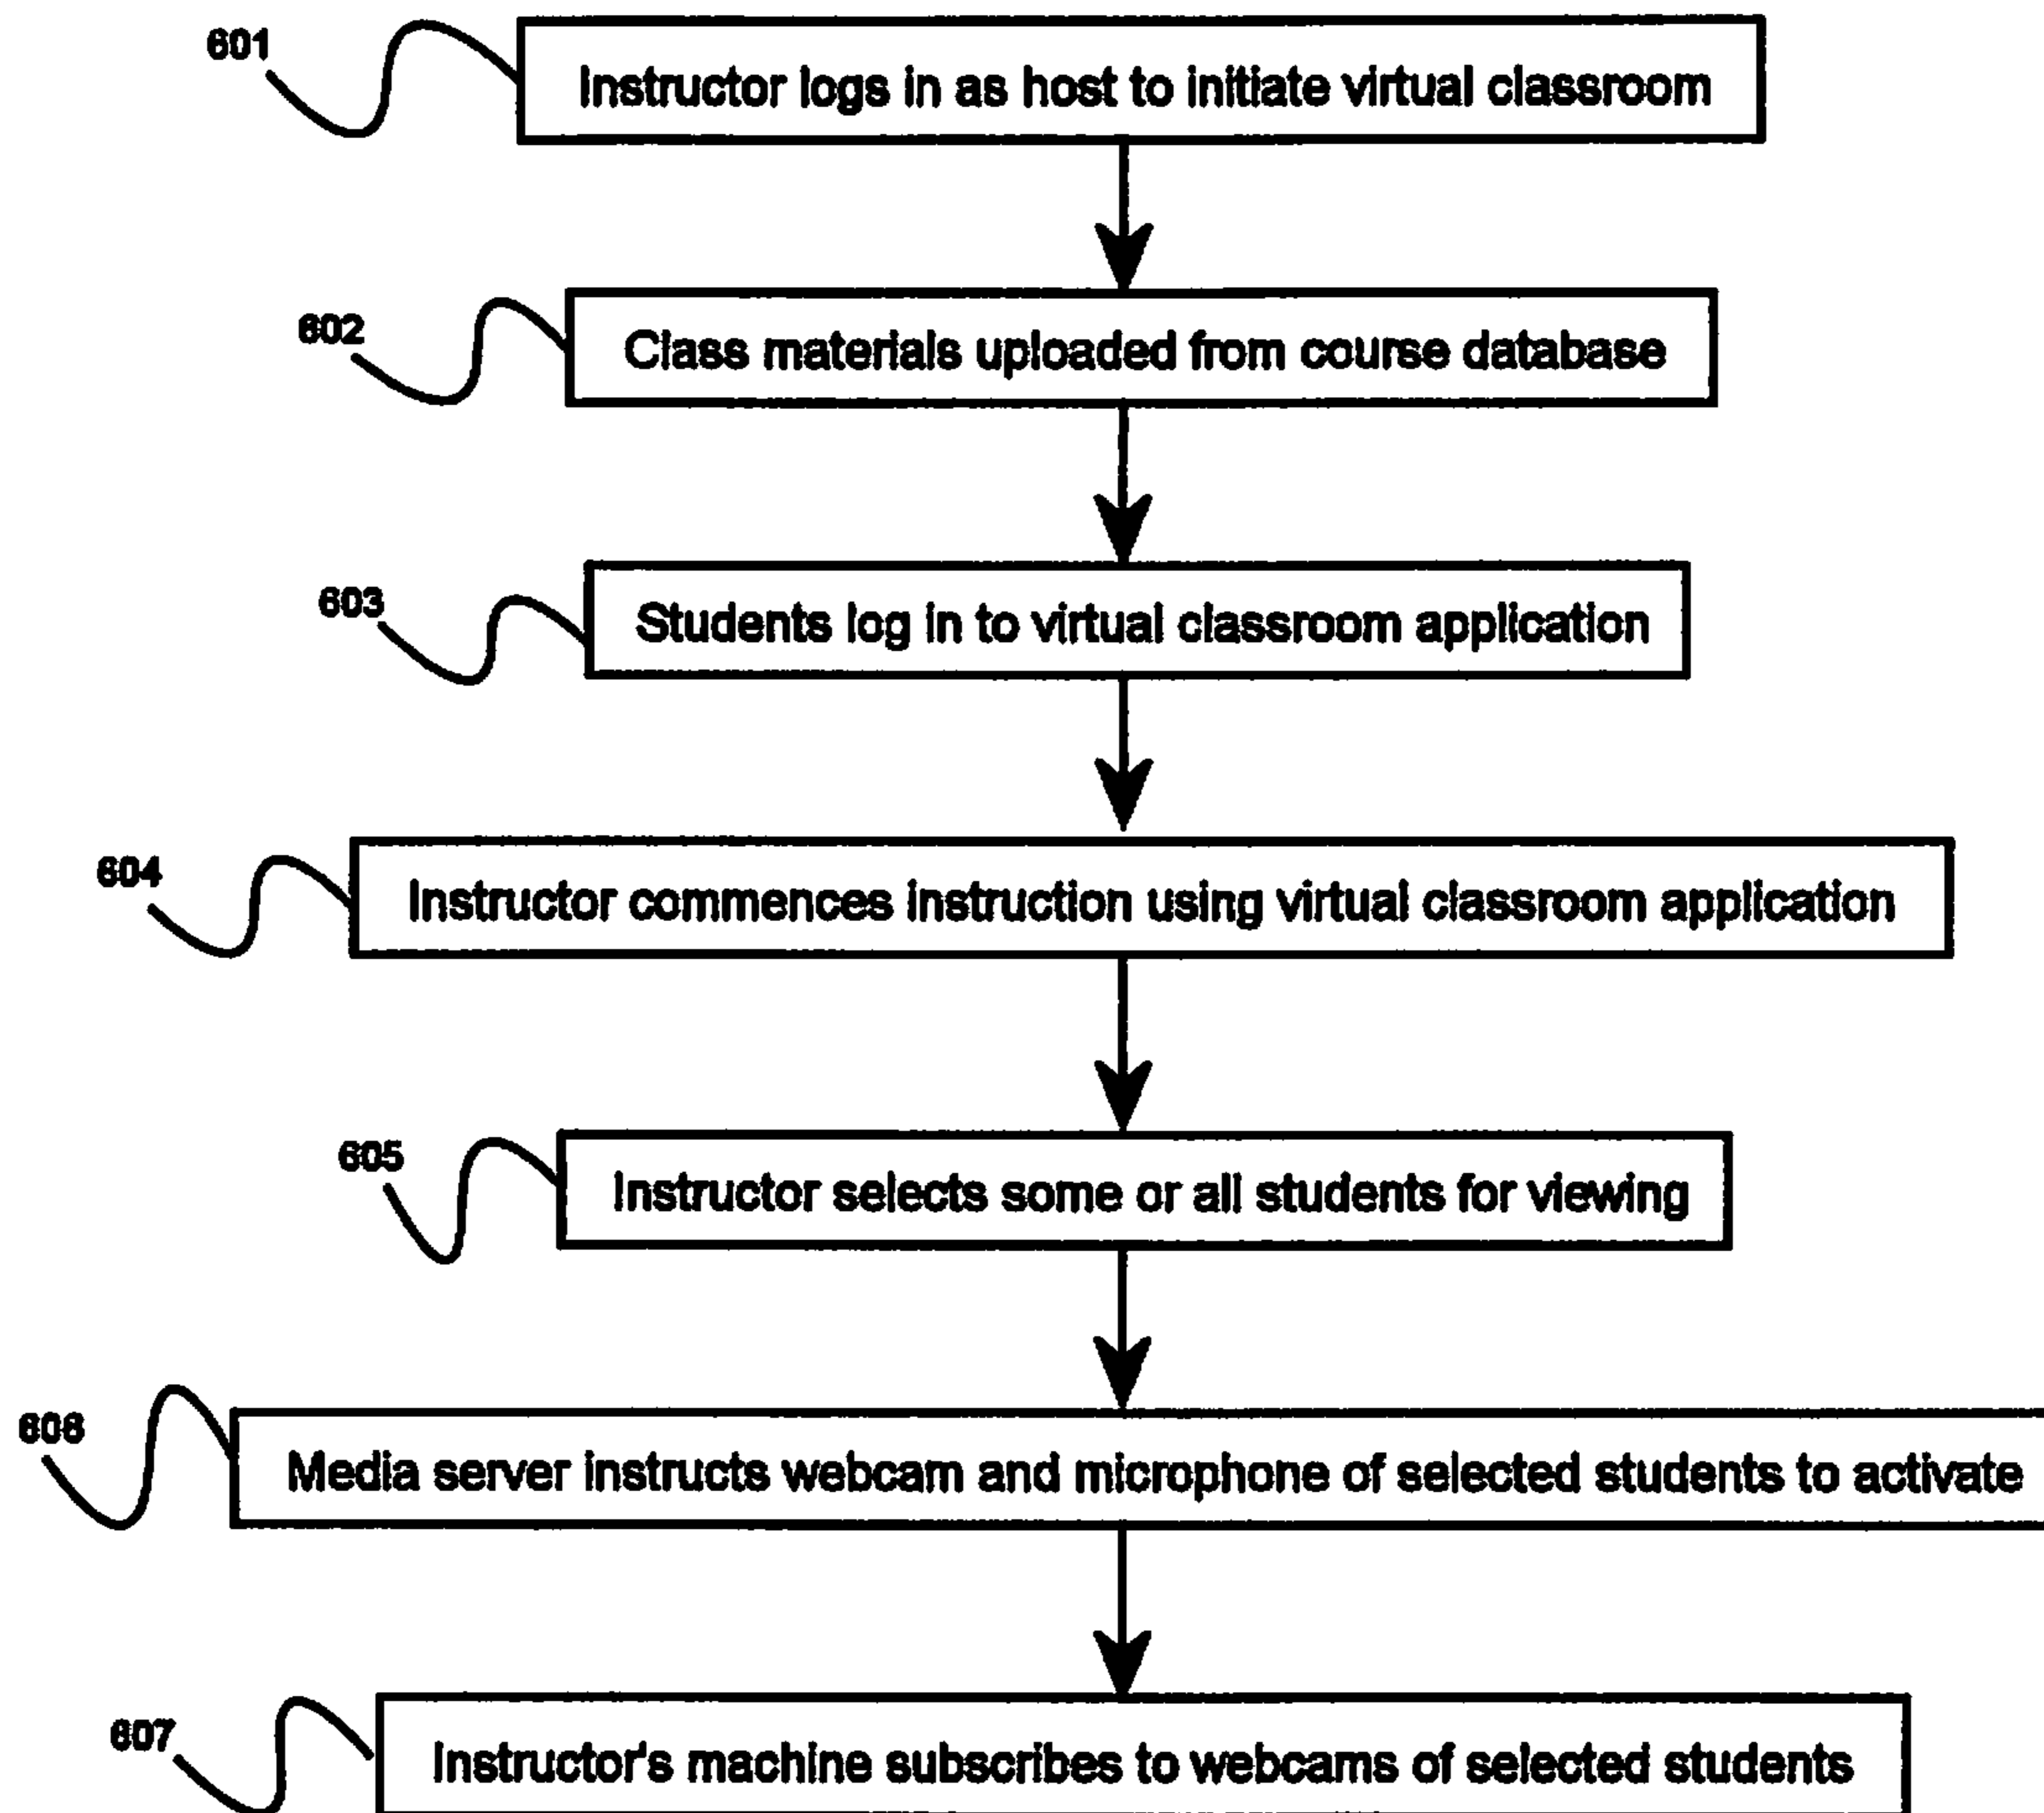 601
Instructor logs in as host to initiate virtual classroom
602
Class materials uploaded from course database
603
Students log in to virtual classroom application
604
Instructor commences instruction using virtual classroom application
605
Instructor selects some or all students for viewing
606
Media server instructs webcam and microphone of selected students to activate
607
Instructor's machine subscribes to webcams of selected students